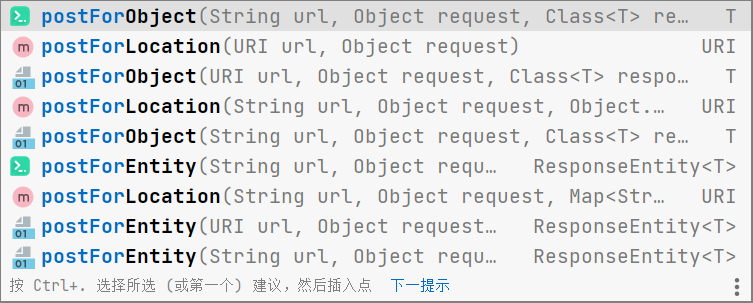 postForObject(String url, Object request, Class<T> re… T
postForLocation(URI url, Object request) URI
postForObject(URI url, Object request, Class<T> respo… T
postForLocation(String url, Object request, Object.… URI
postForObject(String url, Object request, Class<T> re… T
postForEntity(String url, Object requ… ResponseEntity<T>
postForLocation(String url, Object request, Map<Str… URI
postForEntity(URI url, Object request… ResponseEntity<T>
postForEntity(String url, Object requ… ResponseEntity<T>
按 Ctrl+. 选择所选 (或第一个) 建议，然后插入点 下一提示